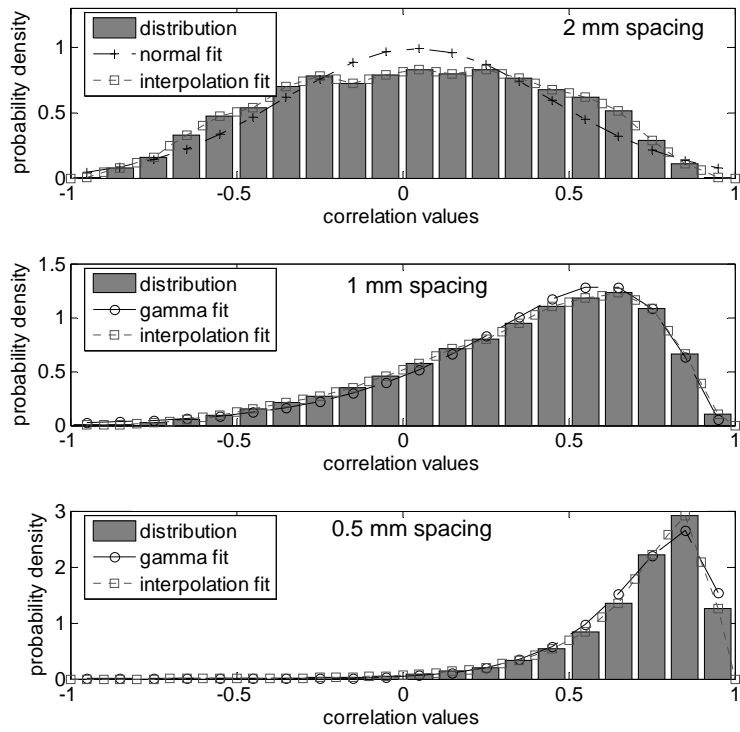 2 mm spacing
distribution
normal fit
interpolation fit
probability density
1
0.5
0
-1 -0.5 0 0.5 1
correlation values
1 mm spacing
distribution
gamma fit
interpolation fit
probability density
1.5
1
0.5
0
-1 -0.5 0 0.5 1
correlation values
0.5 mm spacing
distribution
gamma fit
interpolation fit
probability density
3
2
1
0
-1 -0.5 0 0.5 1
correlation values